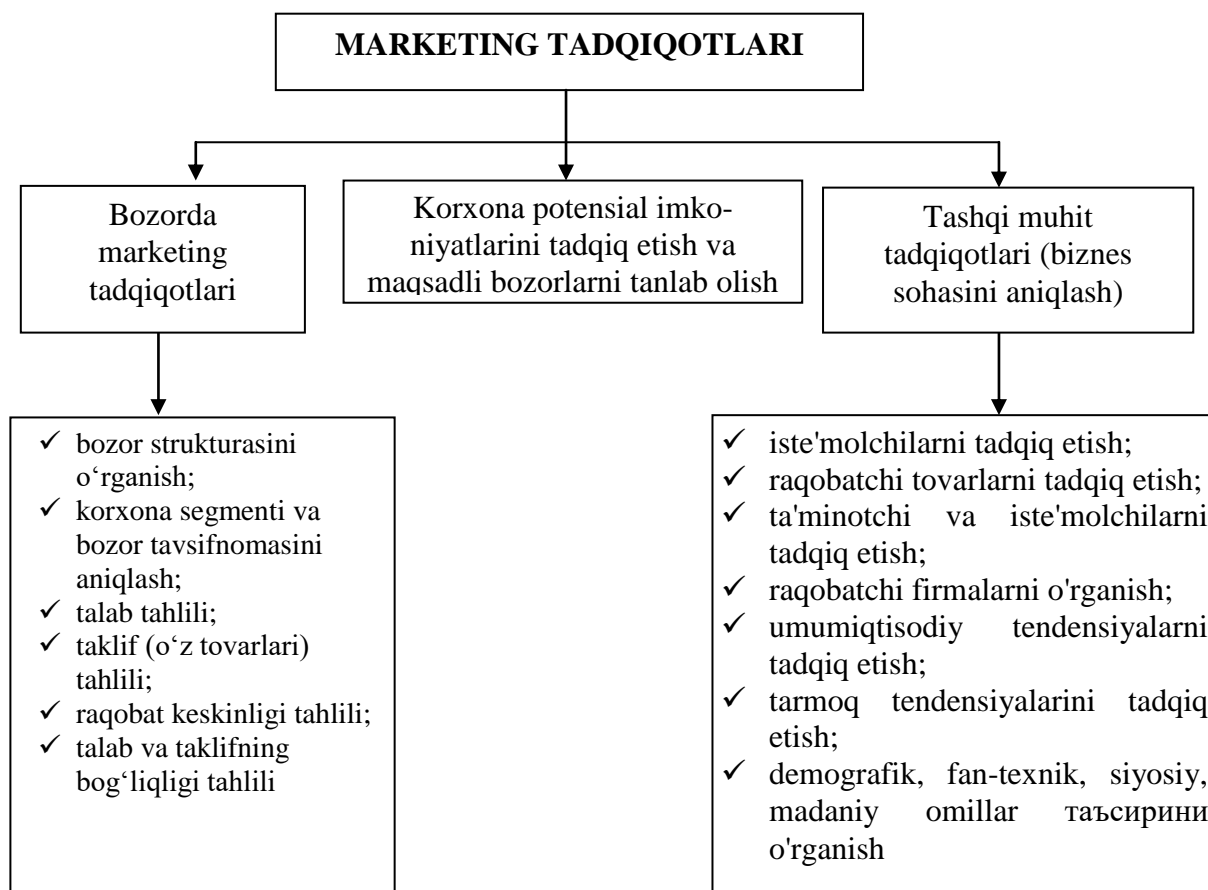 MARKETING TADQIQOTLARI
Bozorda
marketing
tadqiqotlari
Korxona potensial imko-
niyatlarini tadqiq etish va
maqsadli bozorlarni tanlab olish
Tashqi muhit
tadqiqotlari (biznes
sohasini aniqlash)
✓ bozor strukturasini
o‘rganish;
✓ korxona segmenti va
bozor tavsifnomasini
aniqlash;
✓ talab tahlili;
✓ taklif (o‘z tovarlari)
tahlili;
✓ raqobat keskinligi tahlili;
✓ talab va taklifning
bog‘liqligi tahlili
✓ iste'molchilarni tadqiq etish;
✓ raqobatchi tovarlarni tadqiq etish;
✓ ta'minotchi va iste'molchilarni
tadqiq etish;
✓ raqobatchi firmalarni o'rganish;
✓ umumiqtisodiy tendensiyalarni
tadqiq etish;
✓ tarmoq tendensiyalarini tadqiq
etish;
✓ demografik, fan-texnik, siyosiy,
madaniy omillar таъсирини
o'rganish